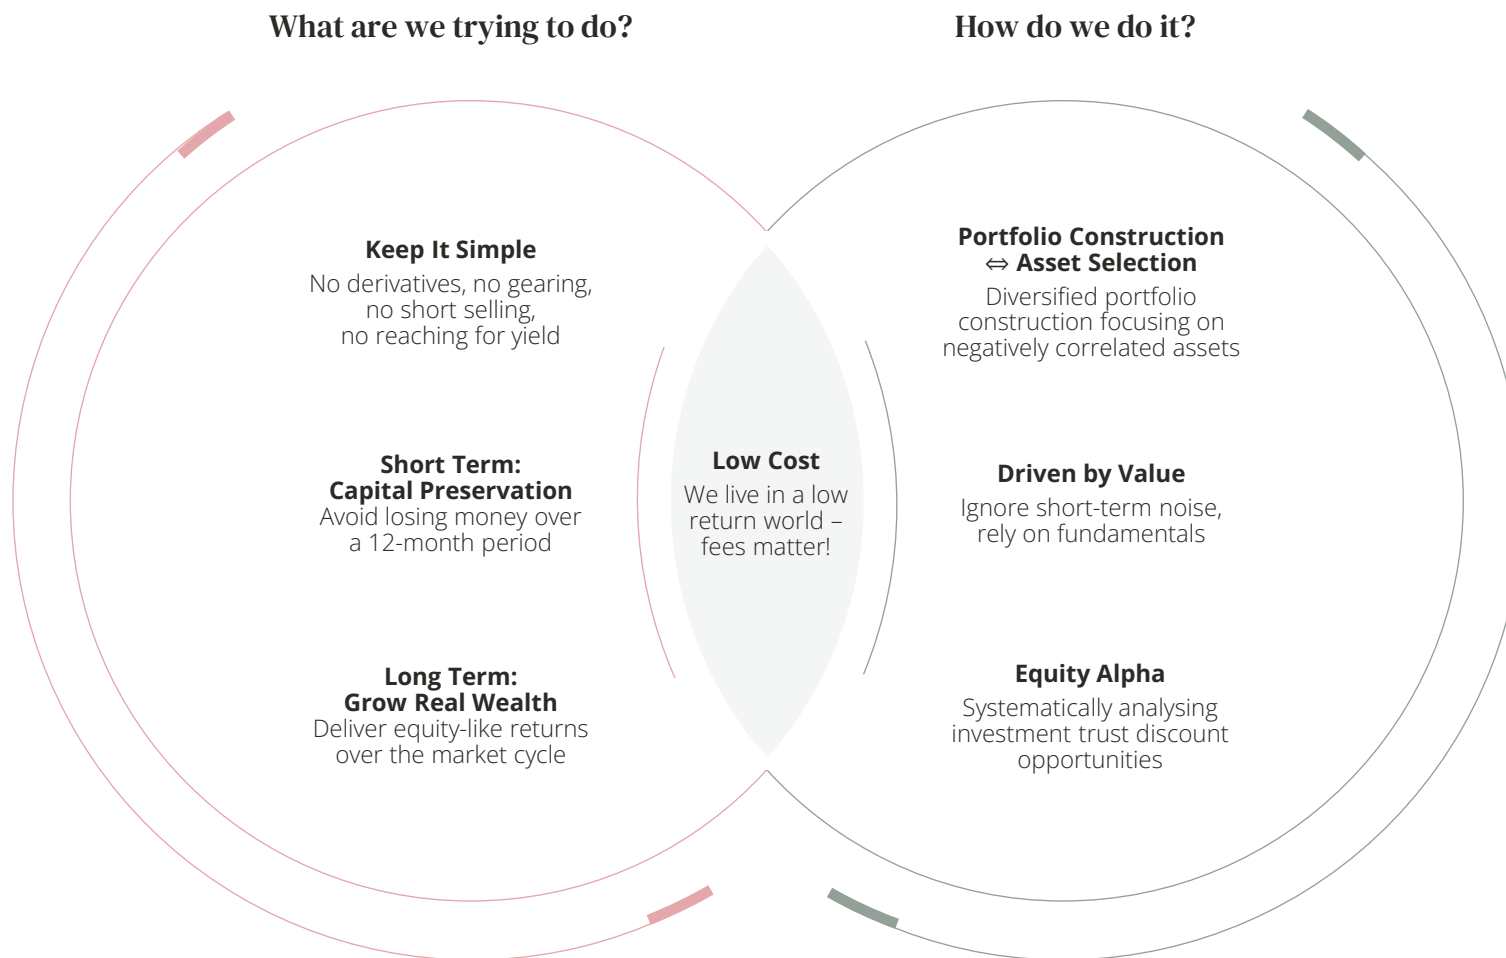 What are we trying to do?
How do we do it?
Keep It Simple
No derivatives, no gearing,
no short selling,
no reaching for yield
Short Term:
Capital Preservation
Avoid losing money over
a 12-month period
Long Term:
Grow Real Wealth
Deliver equity-like returns
over the market cycle
Low Cost
We live in a low
return world –
fees matter!
Portfolio Construction
⇔ Asset Selection
Diversified portfolio
construction focusing on
negatively correlated assets
Driven by Value
Ignore short-term noise,
rely on fundamentals
Equity Alpha
Systematically analysing
investment trust discount
opportunities